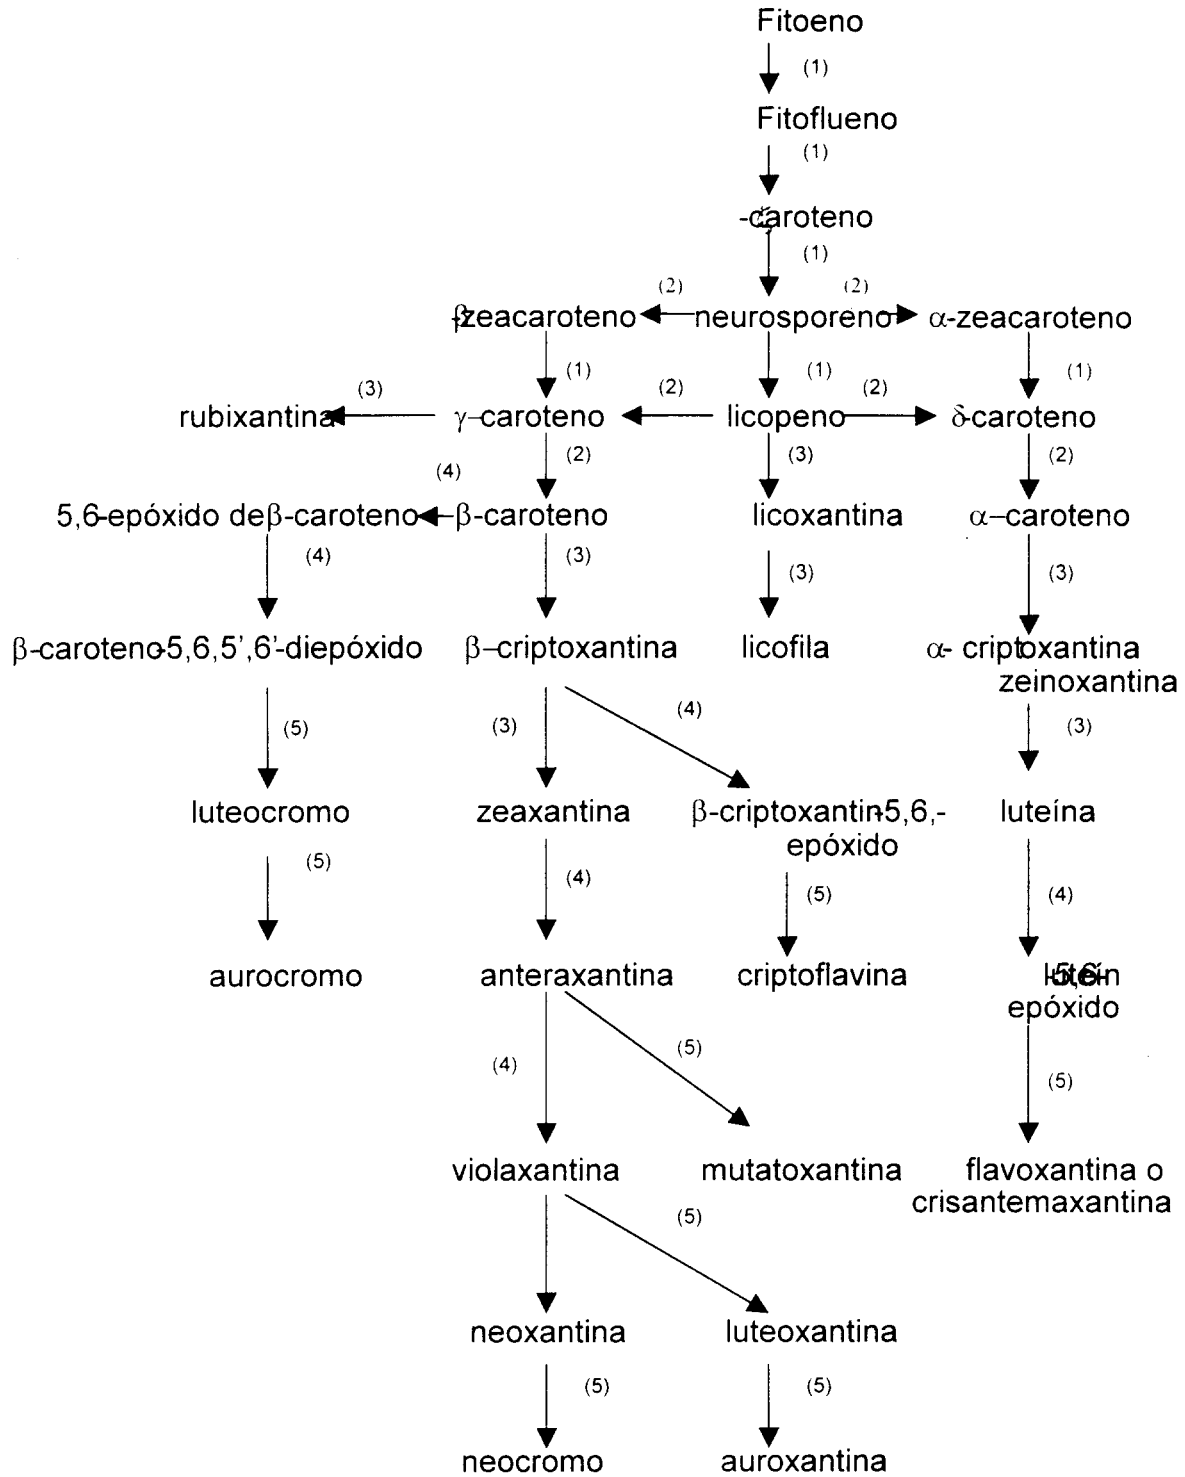 Fitoeno
(1)
Fitoflueno
(1)
ξ-caroteno
(1)
(2) (2)
β-zeacaroteno neurosporeno α-zeacaroteno
(1) (1) (1)
(3) (2) (2)
rubixantina γ-caroteno licopeno δ-caroteno
(2) (3) (2)
(4)
5,6-epóxido de β-caroteno β-caroteno licoxantina α-caroteno
(4) (3) (3) (3)
β-caroteno-5,6,5',6'-diepóxido β-criptoxantina licofila α- criptoxantina
zeinoxantina
(5) (3) (4) (3)
luteocromo zeaxantina β-criptoxantin-5,6,- luteína
epóxido
(5) (4) (5) (4)
aurocromo anteraxantina criptoflavina luteín-5,6-
epóxido
(4) (5) (5)
violaxantina mutatoxantina flavoxantina o
crisantemaxantina
(5)
neoxantina luteoxantina
(5) (5)
neocromo auroxantina